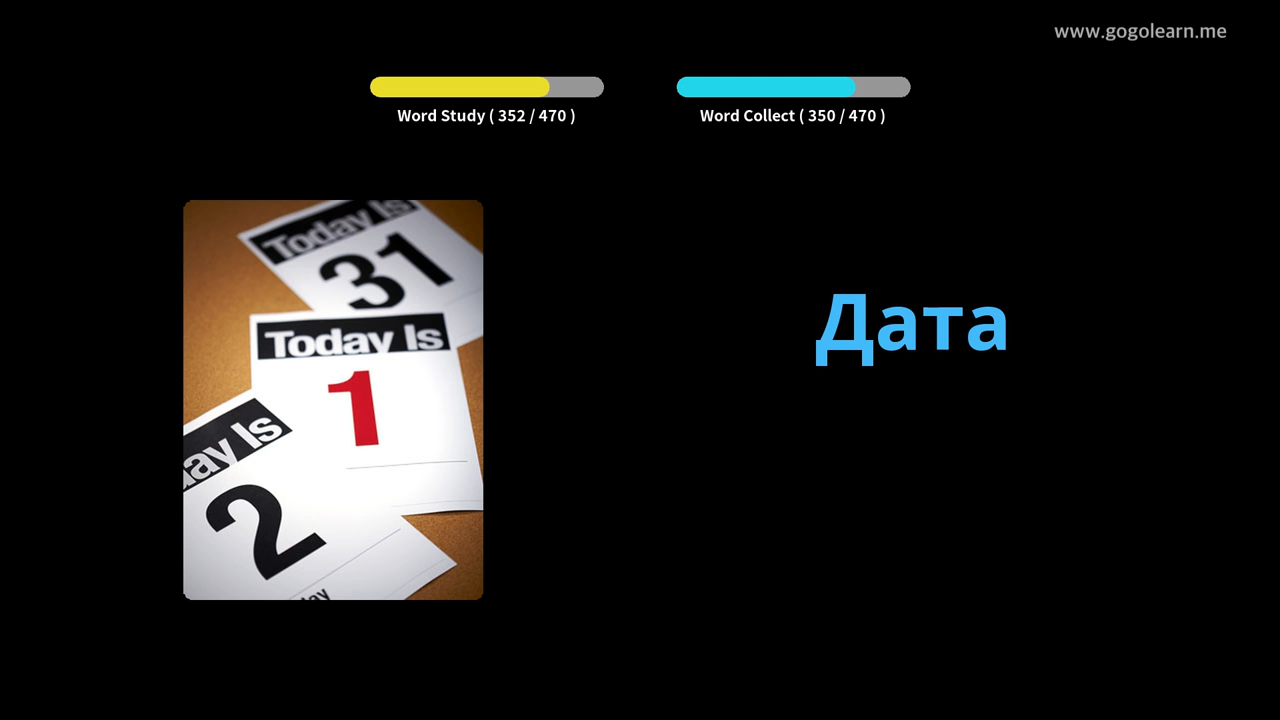 www.gogolearn.me
Word Study ( 352 / 470 )
Word Collect ( 350 / 470 )
Today Is
31
Today Is
1
ay Is
2
ay
Дата